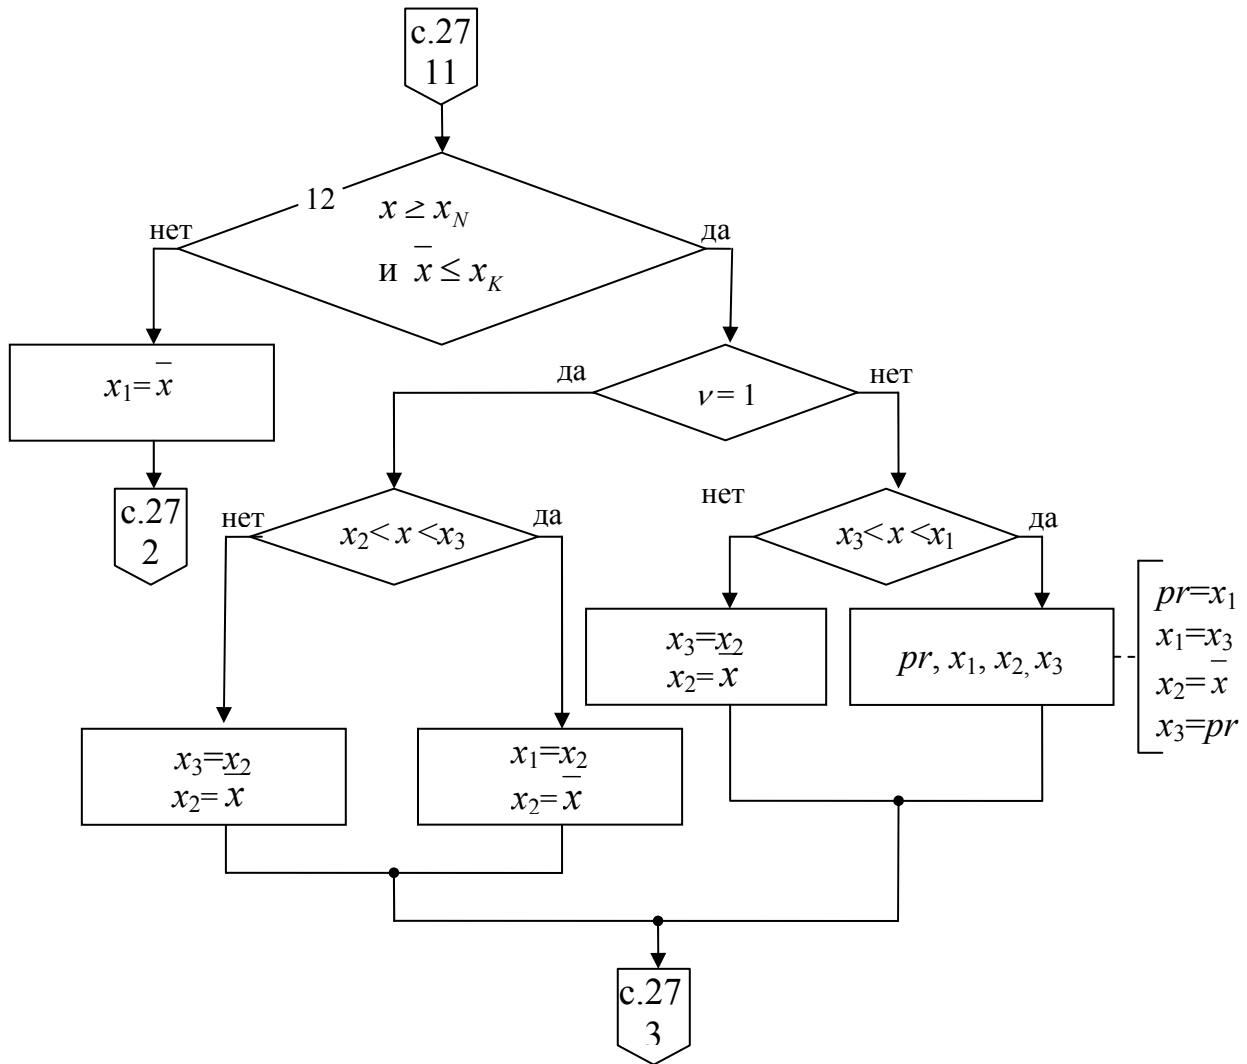 с.27
11
12
x ≥ x_N
и x̄ ≤ x_K
нет
да
x₁= x̄
с.27
2
да
ν = 1
нет
нет
x₂< x <x₃
да
нет
x₃< x <x₁
да
x₃=x₂
x₂= x̄
x₁=x₂
x₂= x̄
x₃=x₂
x₂= x̄
pr, x₁, x₂, x₃
pr=x₁
x₁=x₃
x₂= x̄
x₃=pr
с.27
3